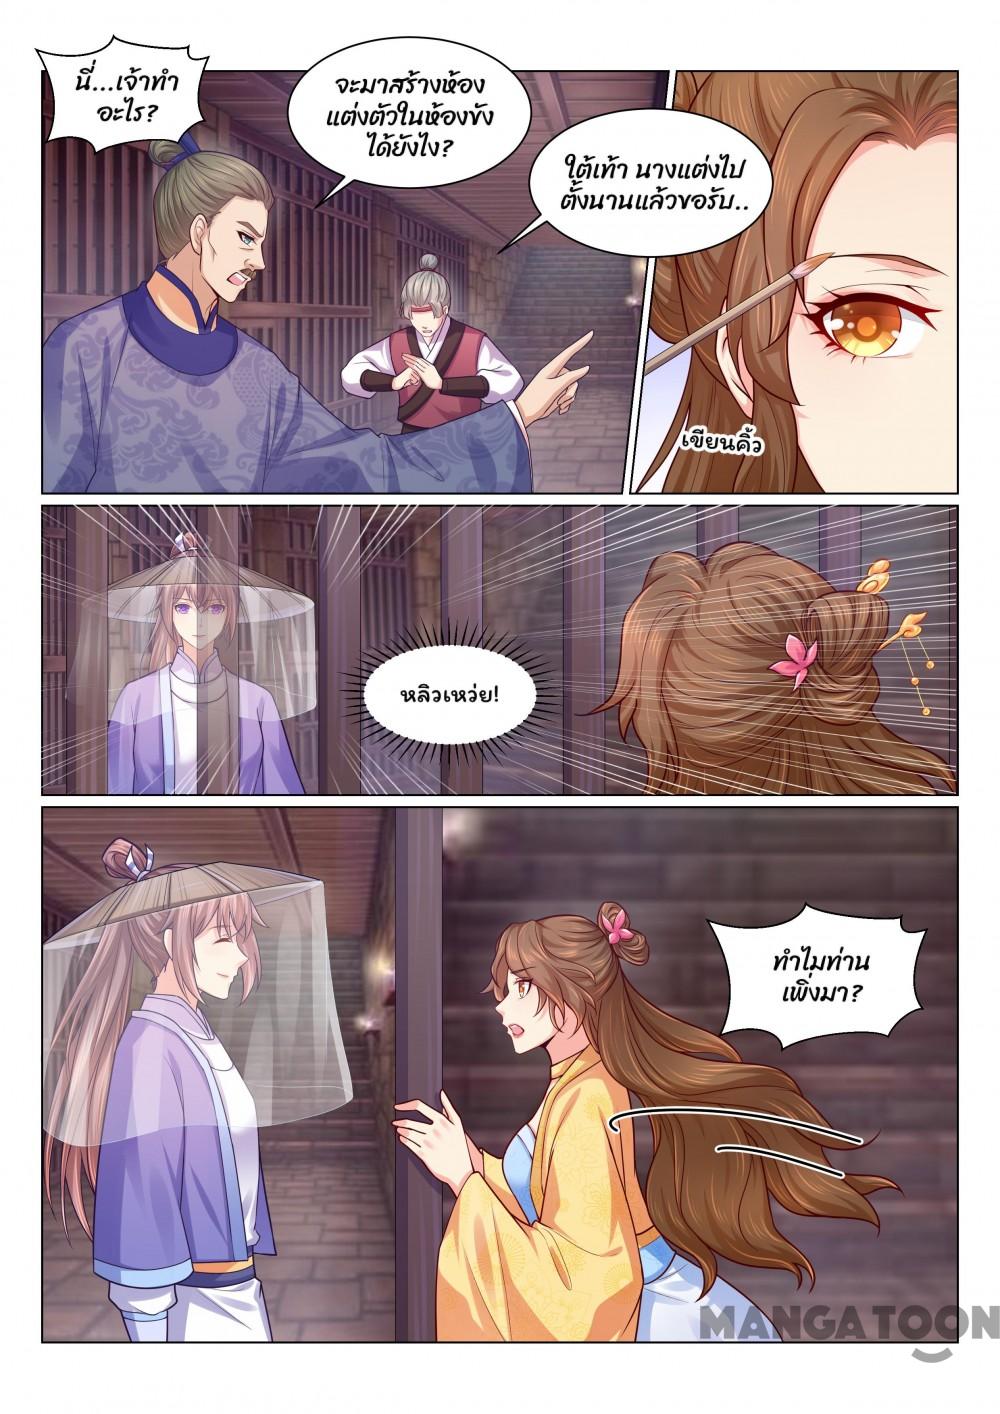 นี่...เจ้าทำ
อะไร?
จะมาสร้างห้อง
แต่งตัวในห้องขัง
ได้ยังไง?
ใต้เท้า นางแต่งไป
ตั้งนานแล้วขอรับ..
เขียนคิ้ว
หลิวเหว่ย!
ทำไมท่าน
เพิ่งมา?
MANGATOON